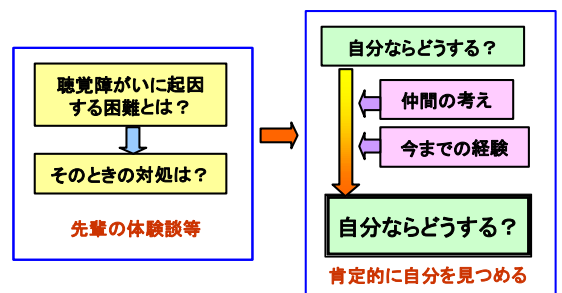 聴覚障がいに起因
する困難とは？
そのときの対処は？
先輩の体験談等
自分ならどうする？
仲間の考え
今までの経験
自分ならどうする？
肯定的に自分を見つめる